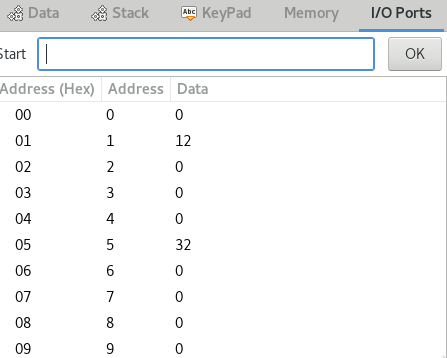 Data Stack Abc KeyPad Memory I/O Ports
Start OK
Address (Hex) Address Data
00 0 0
01 1 12
02 2 0
03 3 0
04 4 0
05 5 32
06 6 0
07 7 0
08 8 0
09 9 0